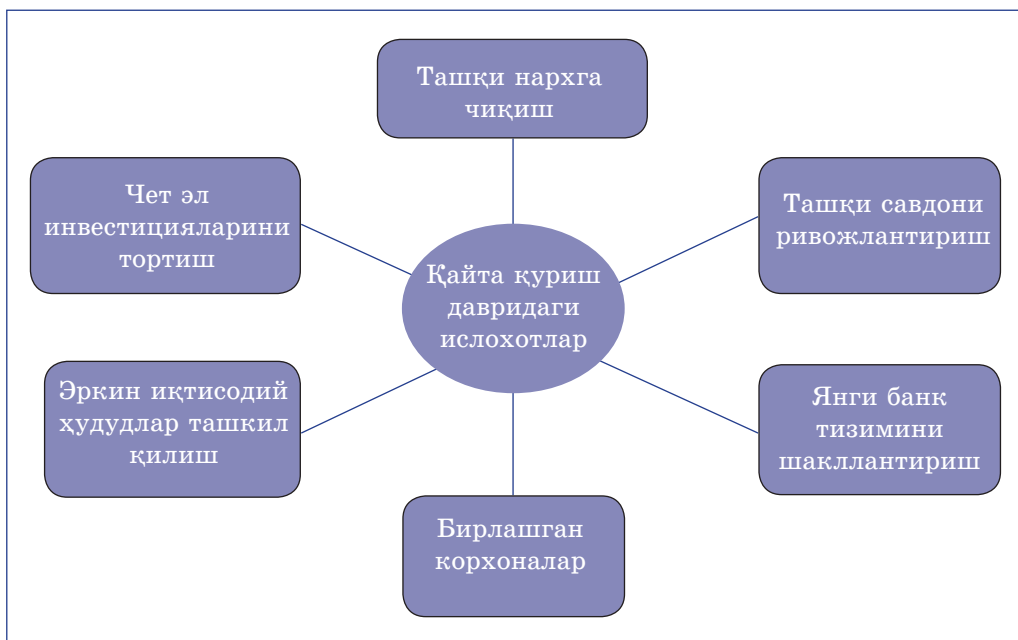 Ташқи нархга
чиқиш
Чет эл
инвестицияларини
тортиш
Ташқи савдони
ривожлантириш
Қайта қуриш
давридаги
ислохотлар
Эркин иқтисодий
ҳудудлар ташкил
қилиш
Янги банк
тизимини
шакллантириш
Бирлашган
корхоналар